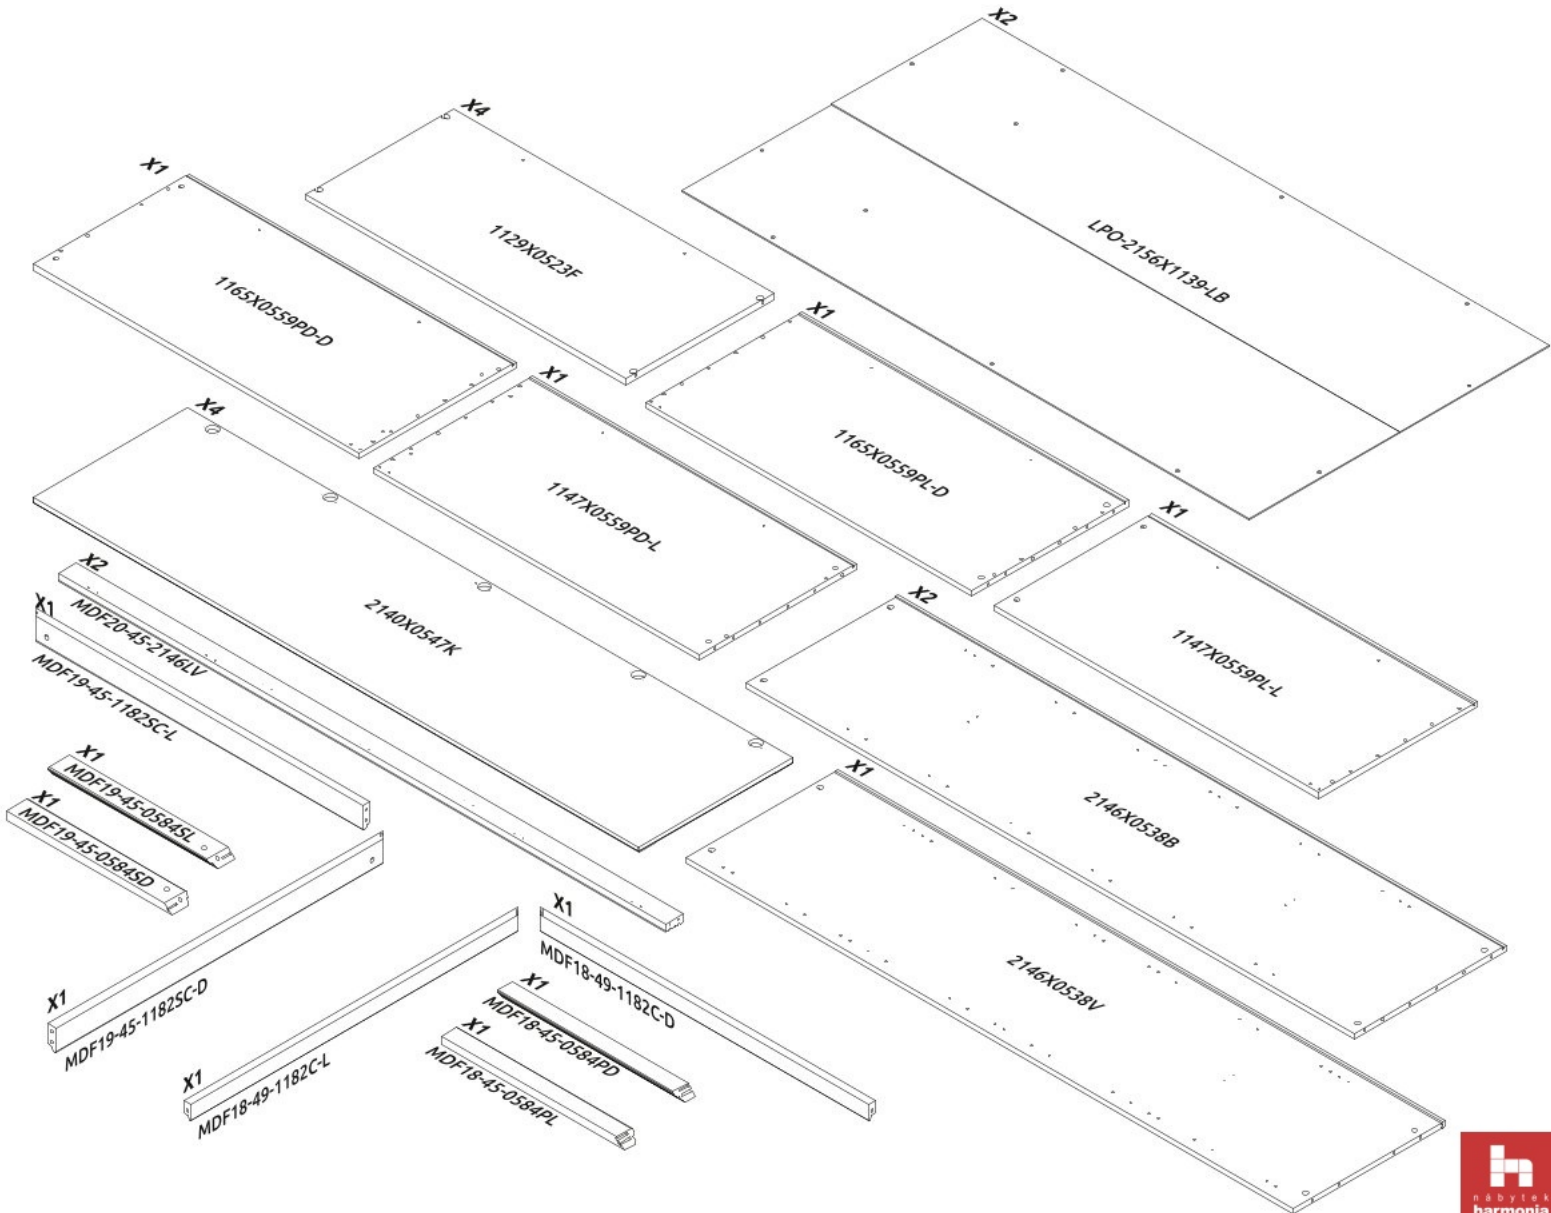 X2
LPO-2156X1139-LB
X4
1129X0523F
X1
1165X0559PD-D
X1
1165X0559PL-D
X1
1147X0559PD-L
X4
2140X0547K
X1
1147X0559PL-L
X2
MDF20-45-2146LV
X1
MDF19-45-1182SC-L
X2
2146X0538B
X1
2146X0538V
X1
MDF19-45-0584SL
X1
MDF19-45-0584SD
X1
MDF19-45-1182SC-D
X1
MDF18-49-1182C-L
X1
MDF18-49-1182C-D
X1
MDF18-45-0584PD
X1
MDF18-45-0584PL
h
nábytek
harmonia